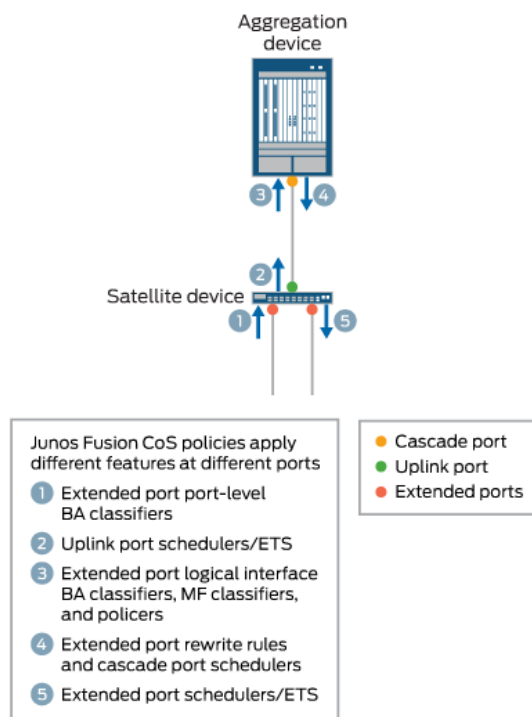 Aggregation
device
3
4
2
Satellite device
1
5
Junos Fusion CoS policies apply
different features at different ports
1 Extended port port-level
BA classifiers
2 Uplink port schedulers/ETS
3 Extended port logical interface
BA classifiers, MF classifiers,
and policers
4 Extended port rewrite rules
and cascade port schedulers
5 Extended port schedulers/ETS
Cascade port
Uplink port
Extended ports